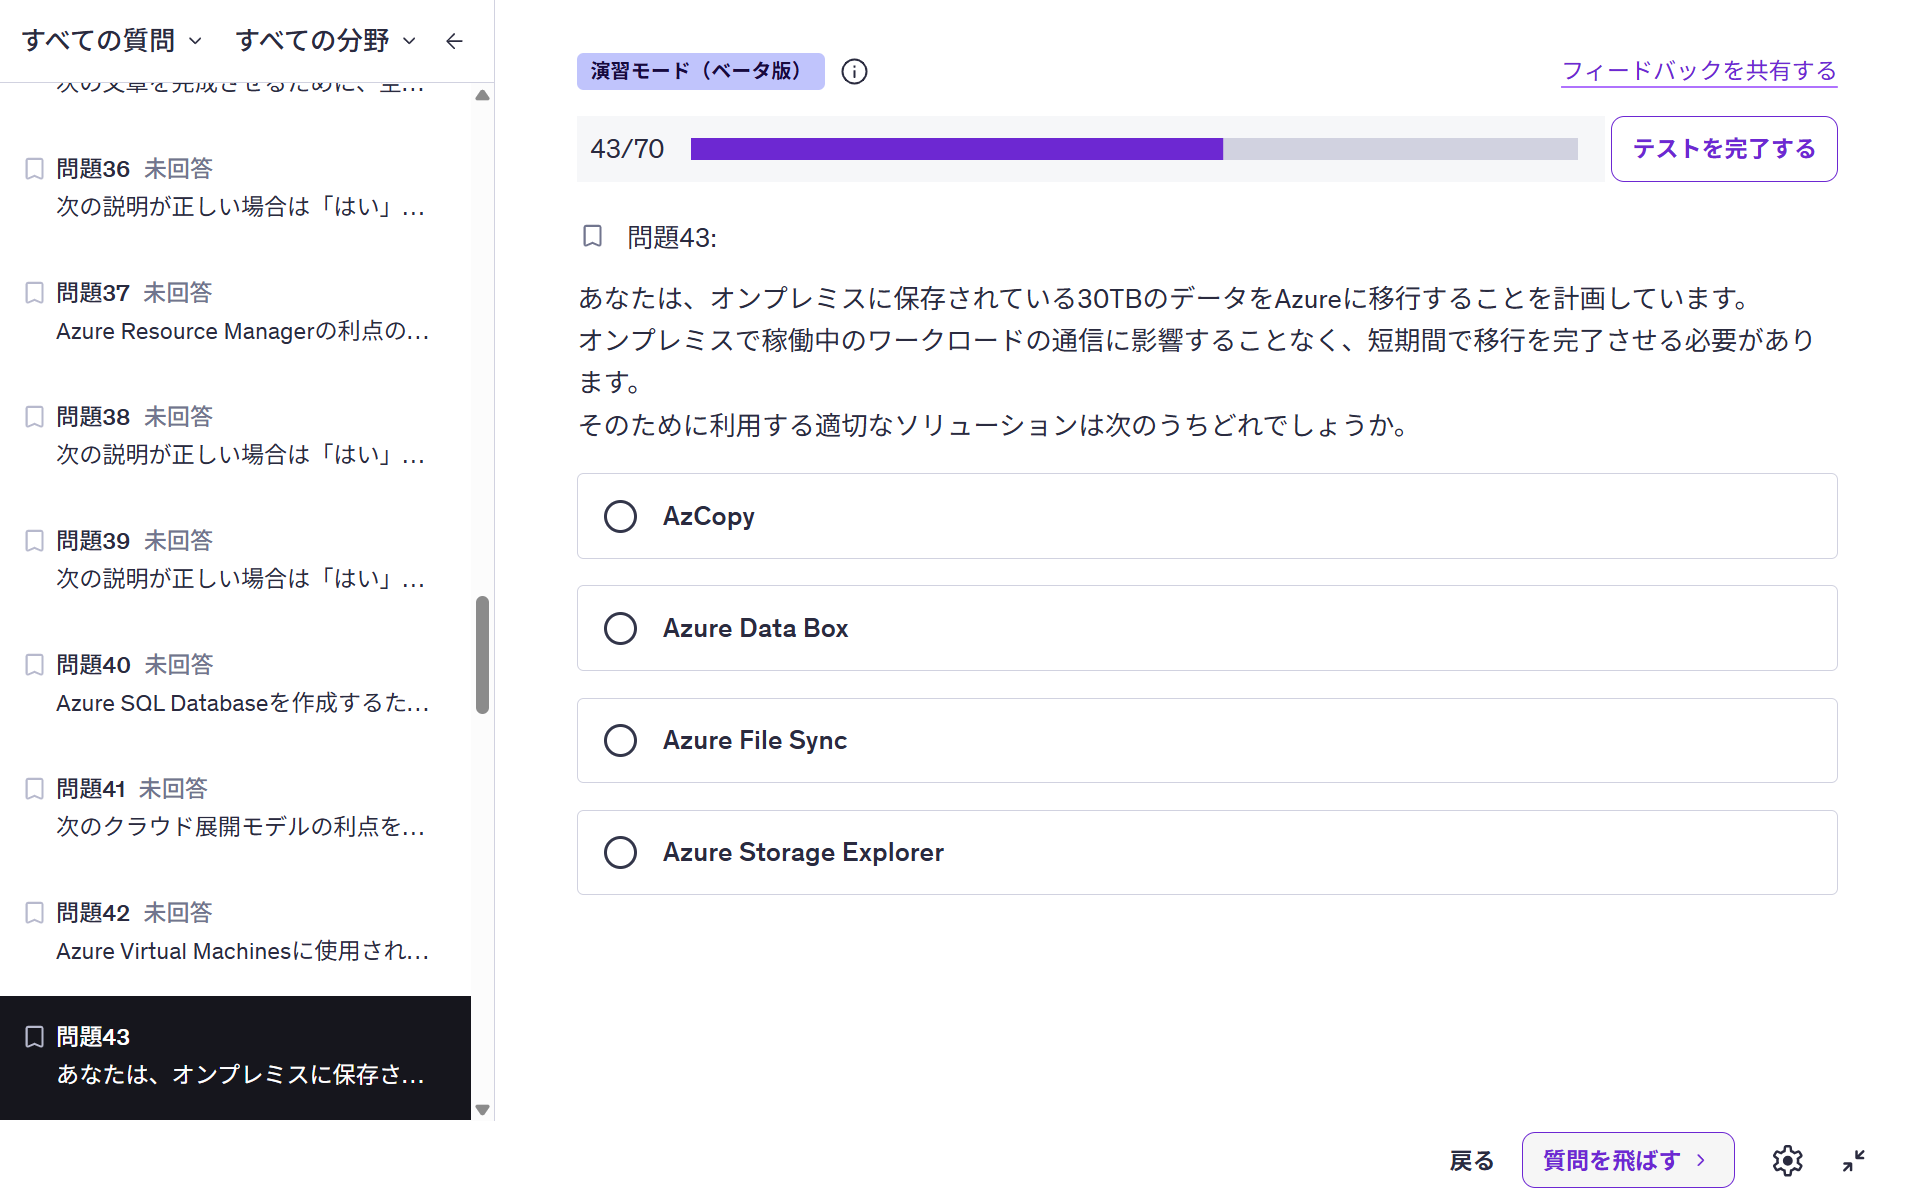 すべての質問
すべての分野
次の文章を完成させるために、空...
問題36 未回答
次の説明が正しい場合は「はい」...
問題37 未回答
Azure Resource Managerの利点の...
問題38 未回答
次の説明が正しい場合は「はい」...
問題39 未回答
次の説明が正しい場合は「はい」...
問題40 未回答
Azure SQL Databaseを作成するた...
問題41 未回答
次のクラウド展開モデルの利点を...
問題42 未回答
Azure Virtual Machinesに使用され...
問題43
あなたは、オンプレミスに保存さ...
演習モード（ベータ版）
フィードバックを共有する
43/70
テストを完了する
問題43:
あなたは、オンプレミスに保存されている30TBのデータをAzureに移行することを計画しています。
オンプレミスで稼働中のワークロードの通信に影響することなく、短期間で移行を完了させる必要があり
ます。
そのために利用する適切なソリューションは次のうちどれでしょうか。
AzCopy
Azure Data Box
Azure File Sync
Azure Storage Explorer
戻る
質問を飛ばす